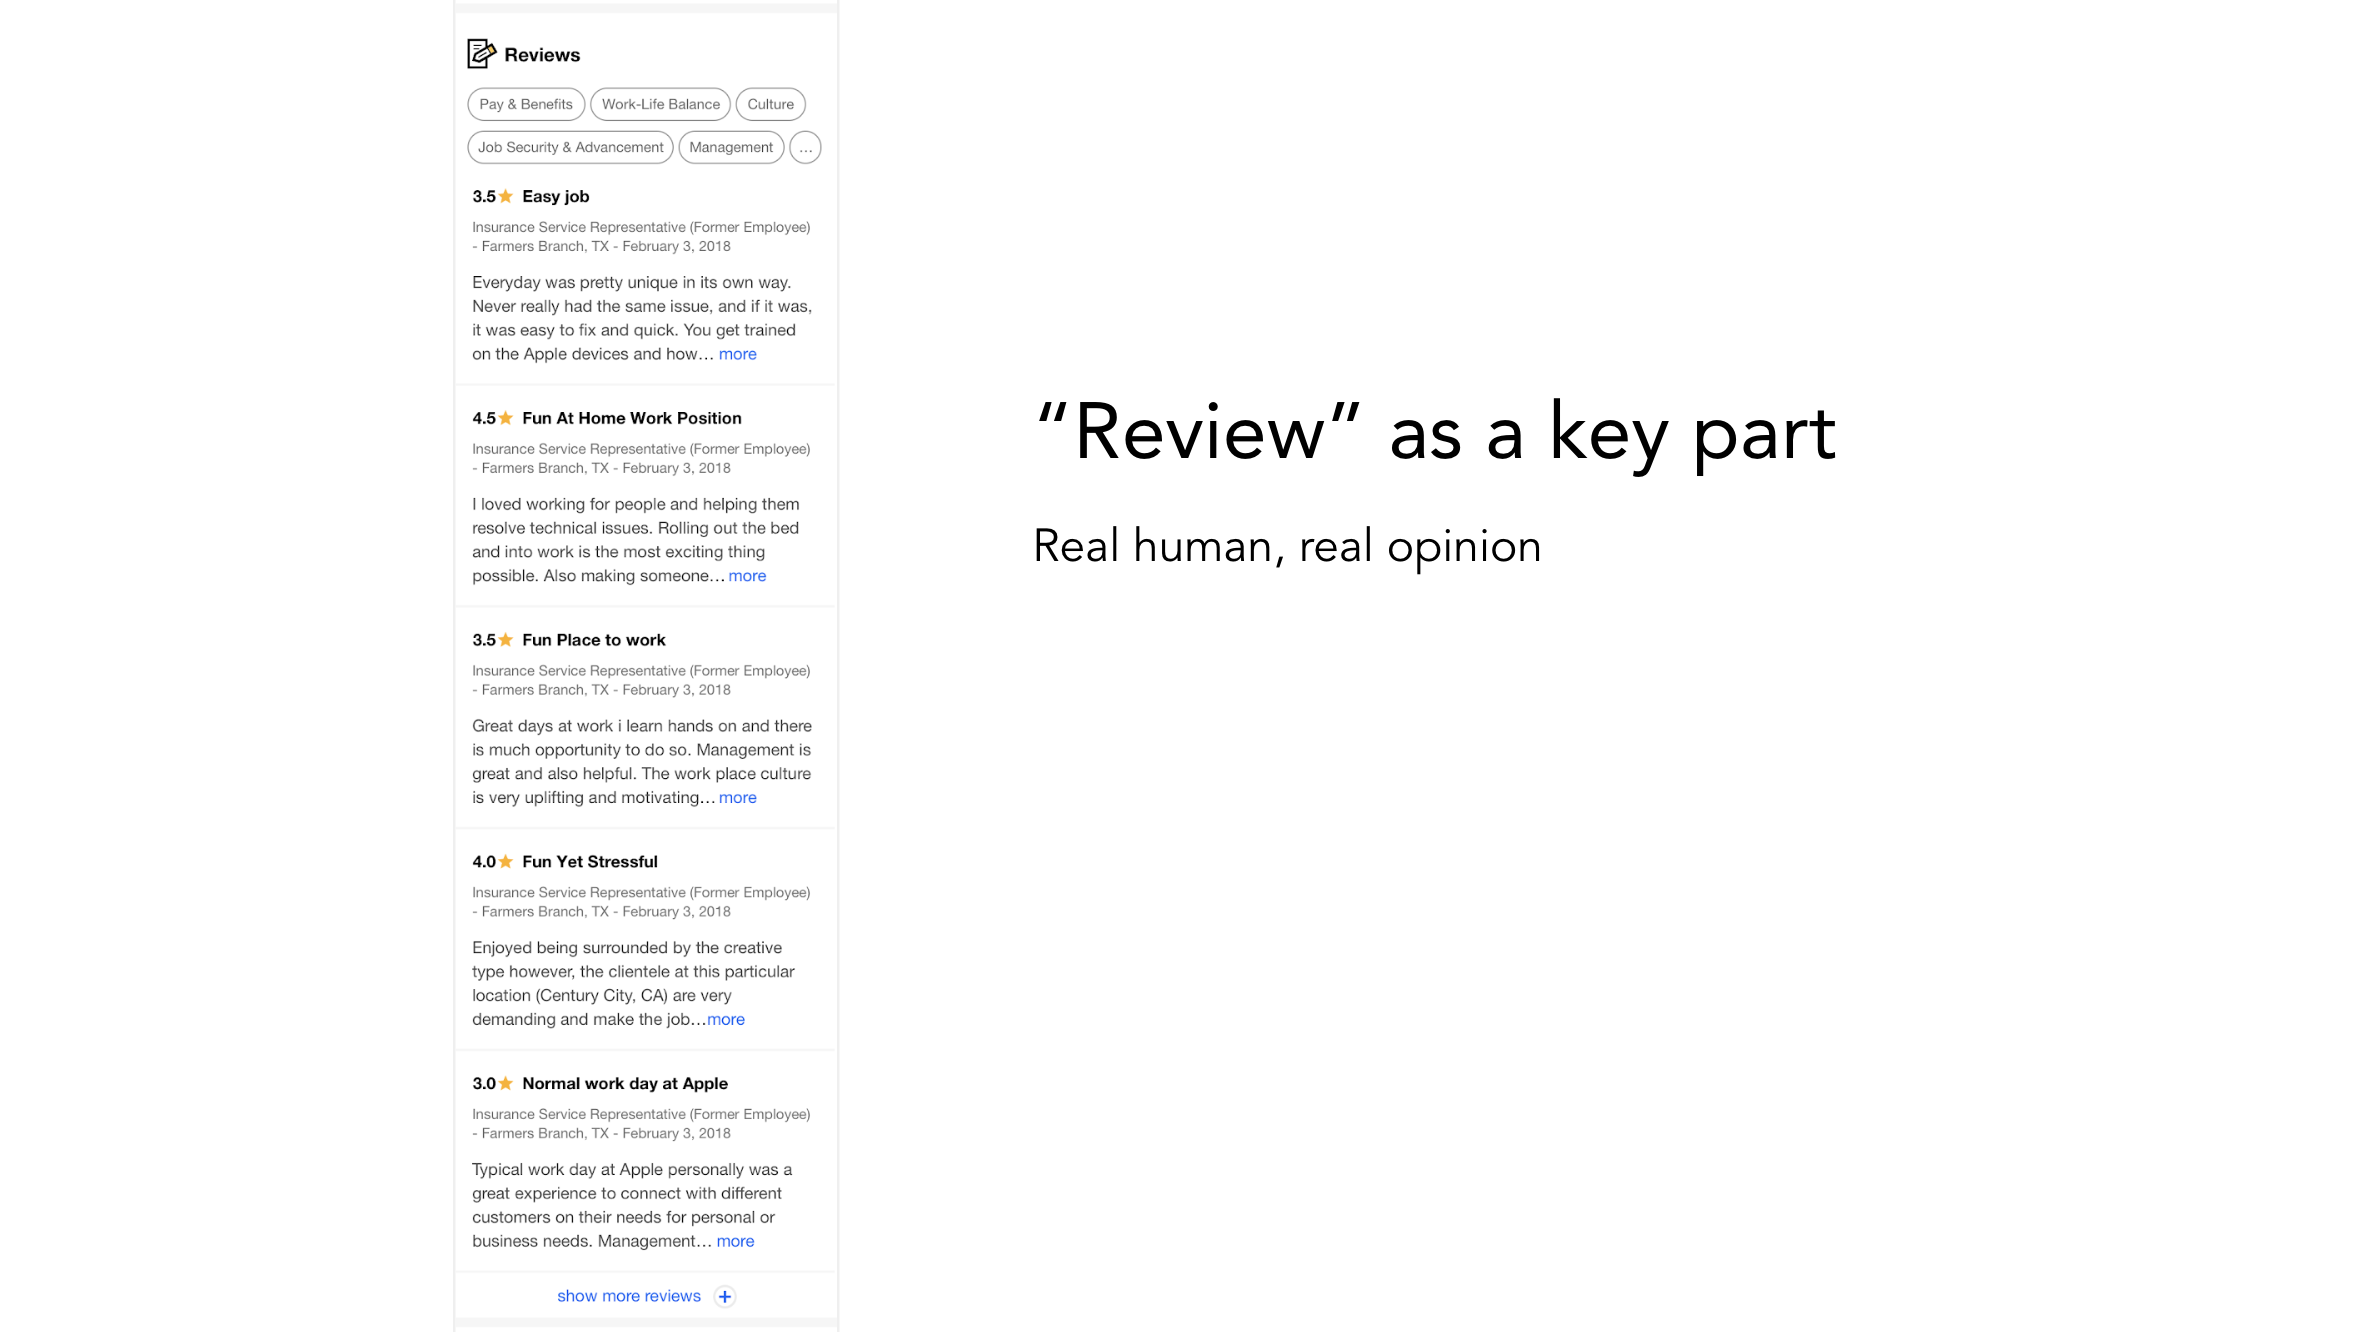 Reviews
Pay & Benefits
Work-Life Balance
Culture
Job Security & Advancement
Management
...
3.5 Easy job
Insurance Service Representative (Former Employee)
- Farmers Branch, TX - February 3, 2018
Everyday was pretty unique in its own way.
Never really had the same issue, and if it was,
it was easy to fix and quick. You get trained
on the Apple devices and how… more
4.5 Fun At Home Work Position
Insurance Service Representative (Former Employee)
- Farmers Branch, TX - February 3, 2018
I loved working for people and helping them
resolve technical issues. Rolling out the bed
and into work is the most exciting thing
possible. Also making someone… more
3.5 Fun Place to work
Insurance Service Representative (Former Employee)
- Farmers Branch, TX - February 3, 2018
Great days at work i learn hands on and there
is much opportunity to do so. Management is
great and also helpful. The work place culture
is very uplifting and motivating… more
4.0 Fun Yet Stressful
Insurance Service Representative (Former Employee)
- Farmers Branch, TX - February 3, 2018
Enjoyed being surrounded by the creative
type however, the clientele at this particular
location (Century City, CA) are very
demanding and make the job…more
3.0 Normal work day at Apple
Insurance Service Representative (Former Employee)
- Farmers Branch, TX - February 3, 2018
Typical work day at Apple personally was a
great experience to connect with different
customers on their needs for personal or
business needs. Management… more
show more reviews +
“Review” as a key part
Real human, real opinion